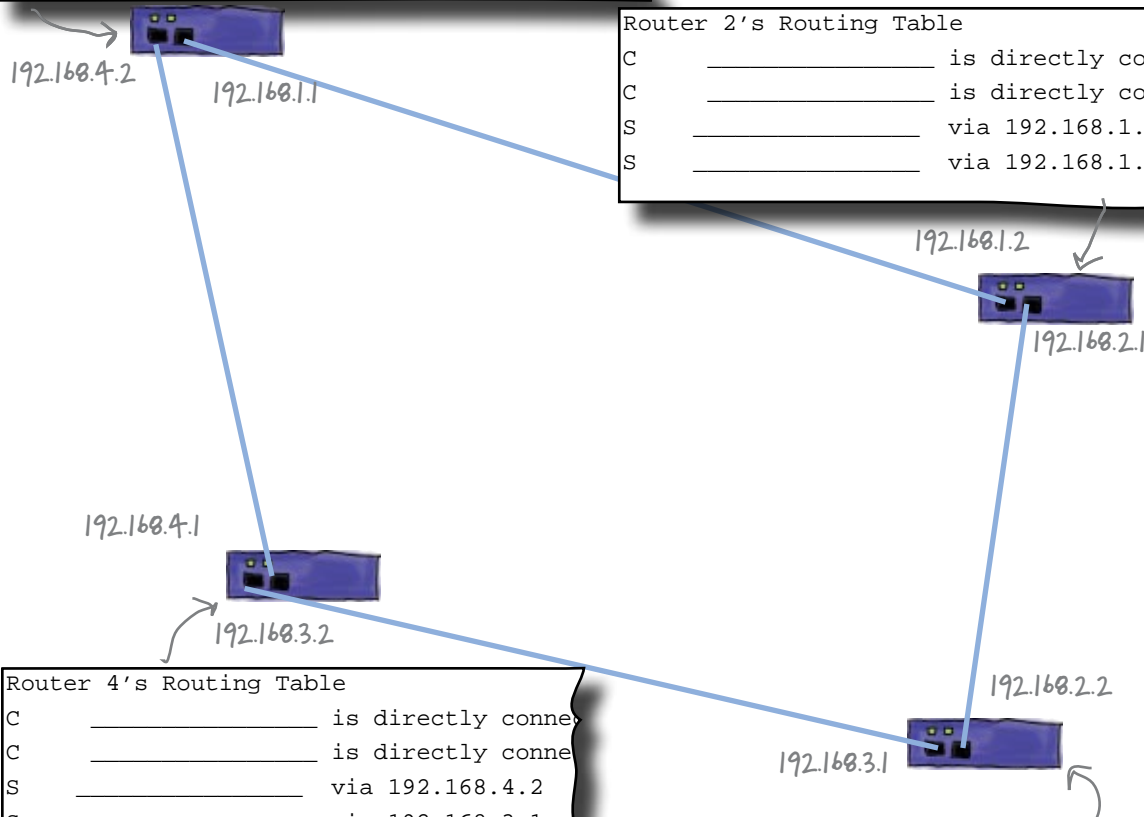 192.168.4.2
192.168.1.1
Router 2's Routing Table
C ________________ is directly co
C ________________ is directly co
S ________________ via 192.168.1.
S ________________ via 192.168.1.
192.168.1.2
192.168.2.1
192.168.4.1
192.168.3.2
Router 4's Routing Table
C ________________ is directly conne
C ________________ is directly conne
S ________________ via 192.168.4.2
192.168.2.2
192.168.3.1